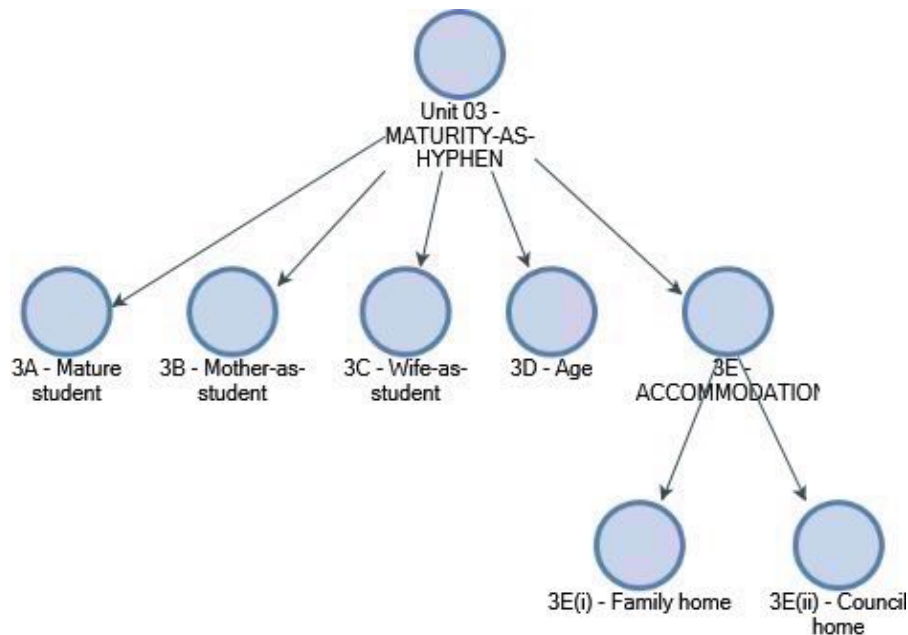 Unit 03 -
MATURITY-AS-
HYPHEN
3A - Mature
student
3B - Mother-as-
student
3C - Wife-as-
student
3D - Age
3E -
ACCOMMODATION
3E(i) - Family home
3E(ii) - Council
home